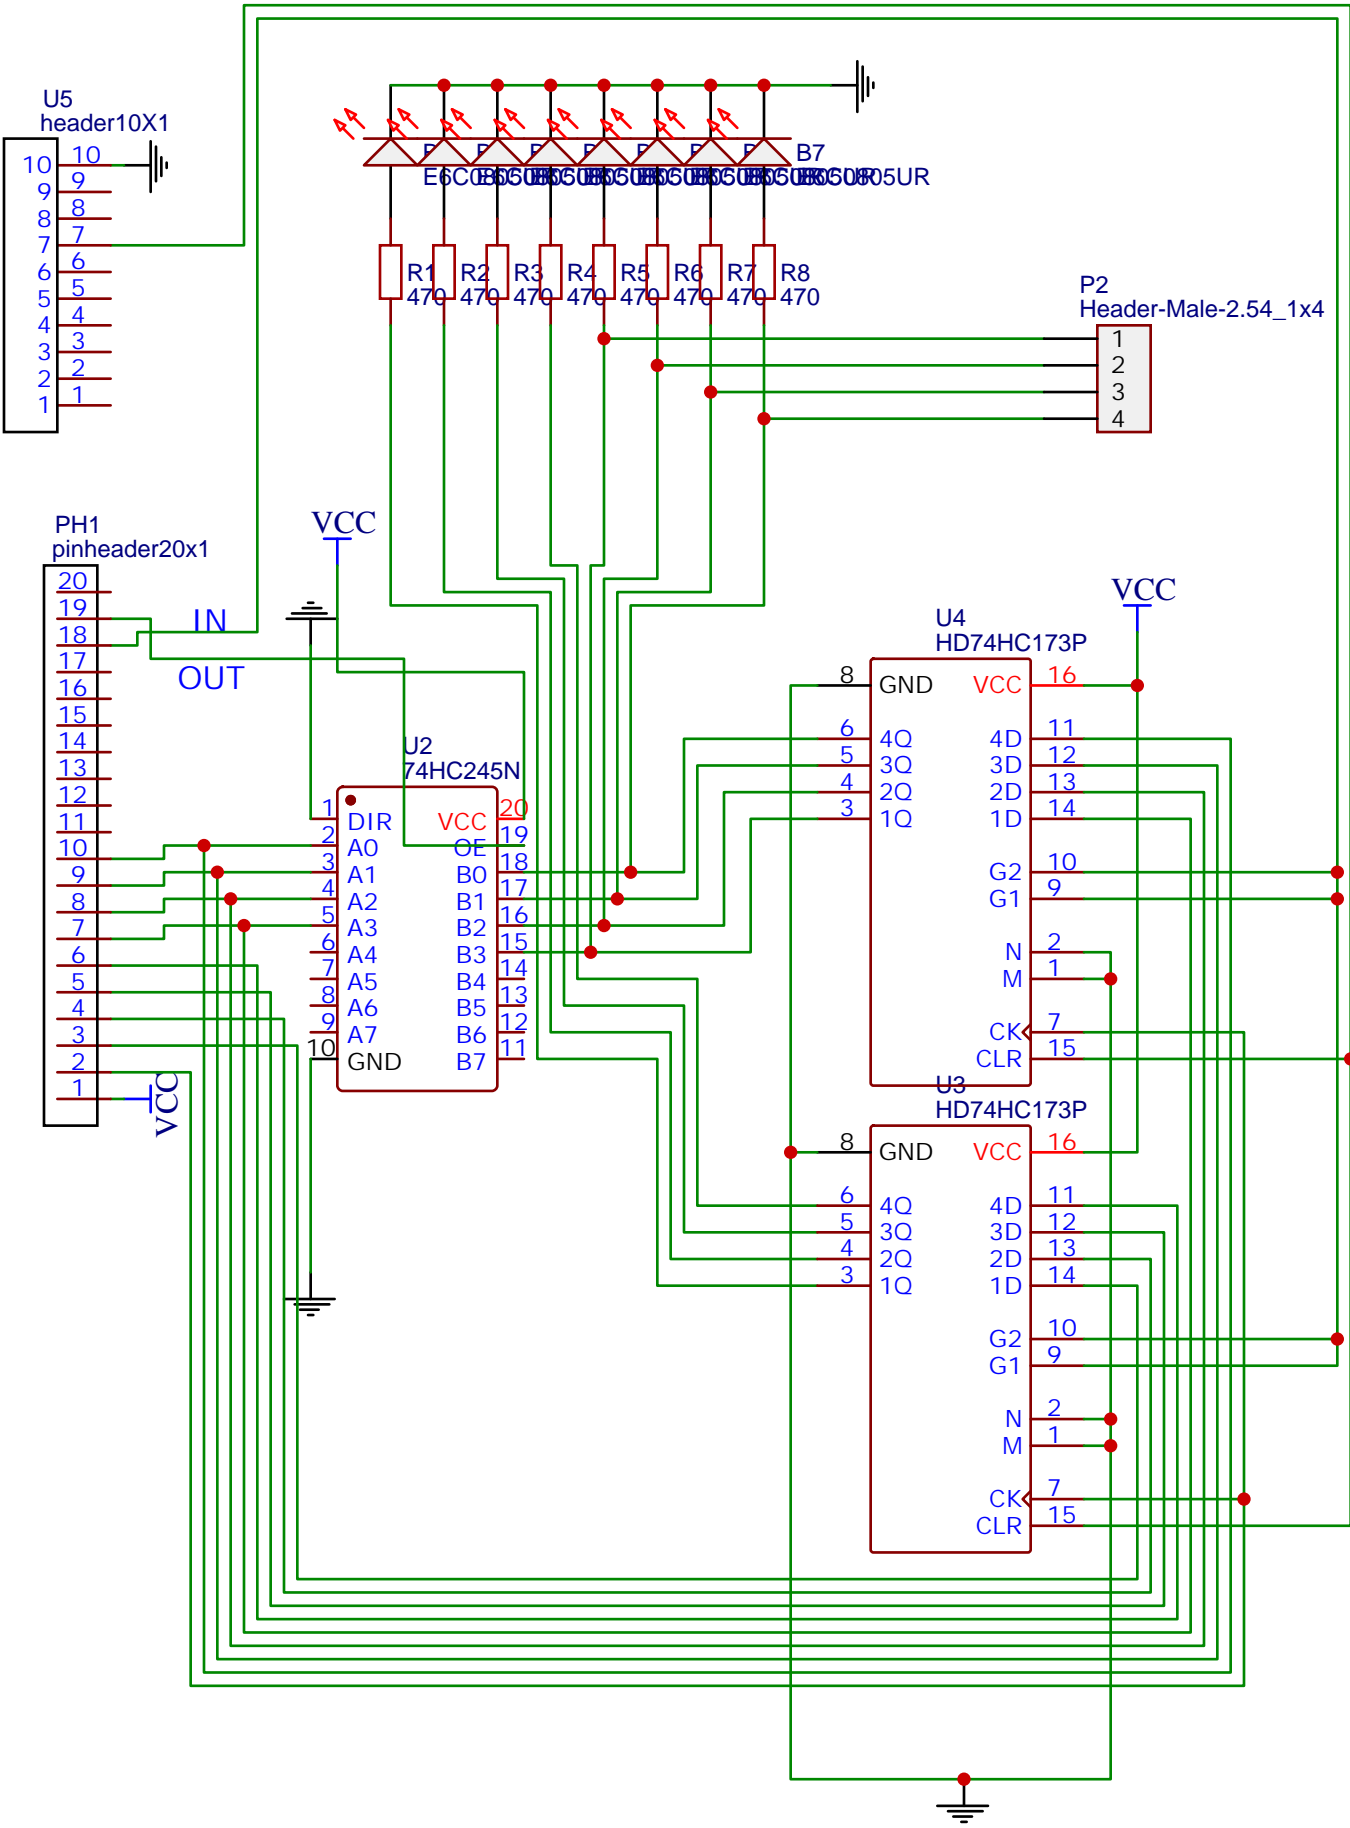 U5
header10X1
10 10
9 9
8 8
7 7
6 6
5 5
4 4
3 3
2 2
1 1
B7
E6C0805UR
R1
470
R2
470
R3
470
R4
470
R5
470
R6
470
R7
470
R8
470
P2
Header-Male-2.54_1x4
1
2
3
4
PH1
pinheader20x1
20
19
18
17
16
15
14
13
12
11
10
9
8
7
6
5
4
3
2
1
IN
OUT
VCC
VCC
U2
74HC245N
1 DIR VCC 20
2 A0 OE 19
3 A1 B0 18
4 A2 B1 17
5 A3 B2 16
6 A4 B3 15
7 A5 B4 14
8 A6 B5 13
9 A7 B6 12
10 GND B7 11
VCC
U4
HD74HC173P
8 GND VCC 16
6 4Q 4D 11
5 3Q 3D 12
4 2Q 2D 13
3 1Q 1D 14
G2 10
G1 9
N 2
M 1
CK 7
CLR 15
U3
HD74HC173P
8 GND VCC 16
6 4Q 4D 11
5 3Q 3D 12
4 2Q 2D 13
3 1Q 1D 14
G2 10
G1 9
N 2
M 1
CK 7
CLR 15